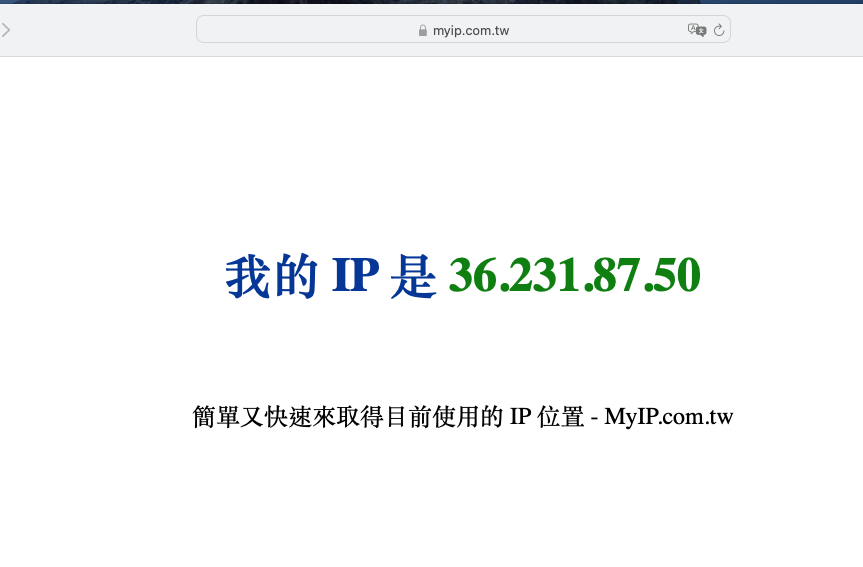 myip.com.tw
我的 IP 是 36.231.87.50
簡單又快速來取得目前使用的 IP 位置 - MyIP.com.tw